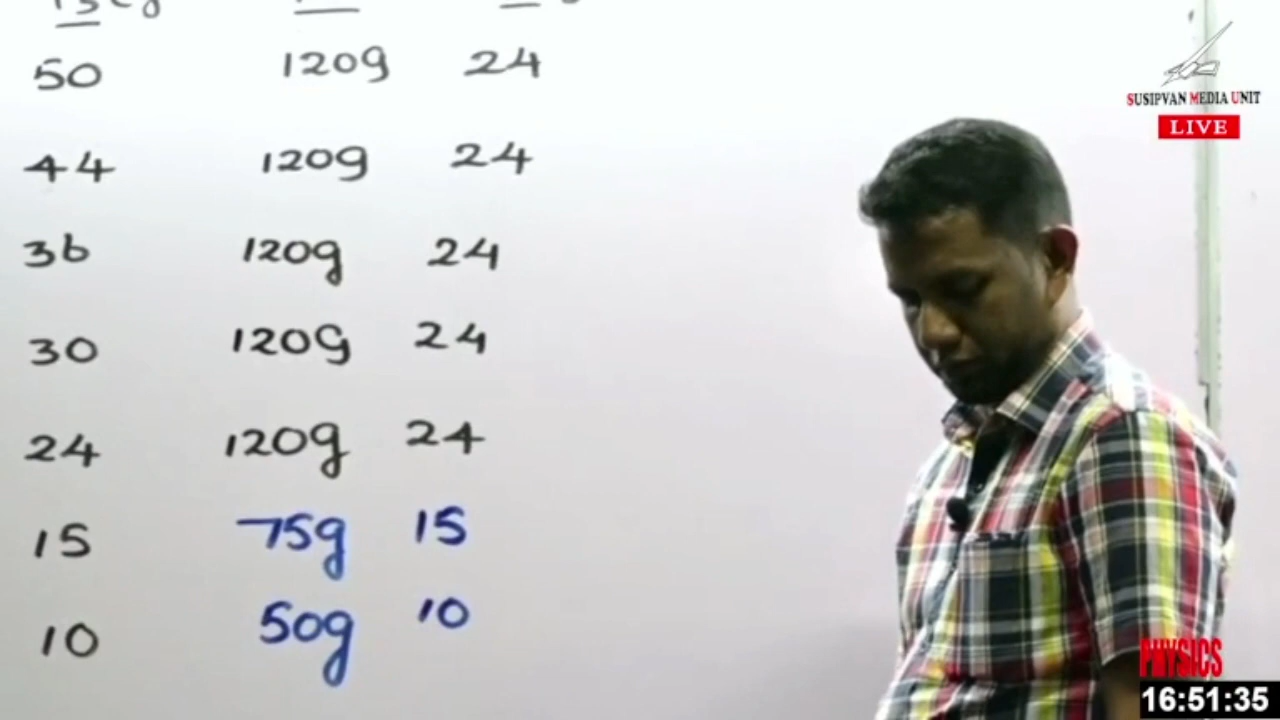 50 120g 24
44 120g 24
36 120g 24
30 120g 24
24 120g 24
15 75g 15
10 50g 10
SUSIPVAN MEDIA UNIT
LIVE
PHYSICS
16:51:35